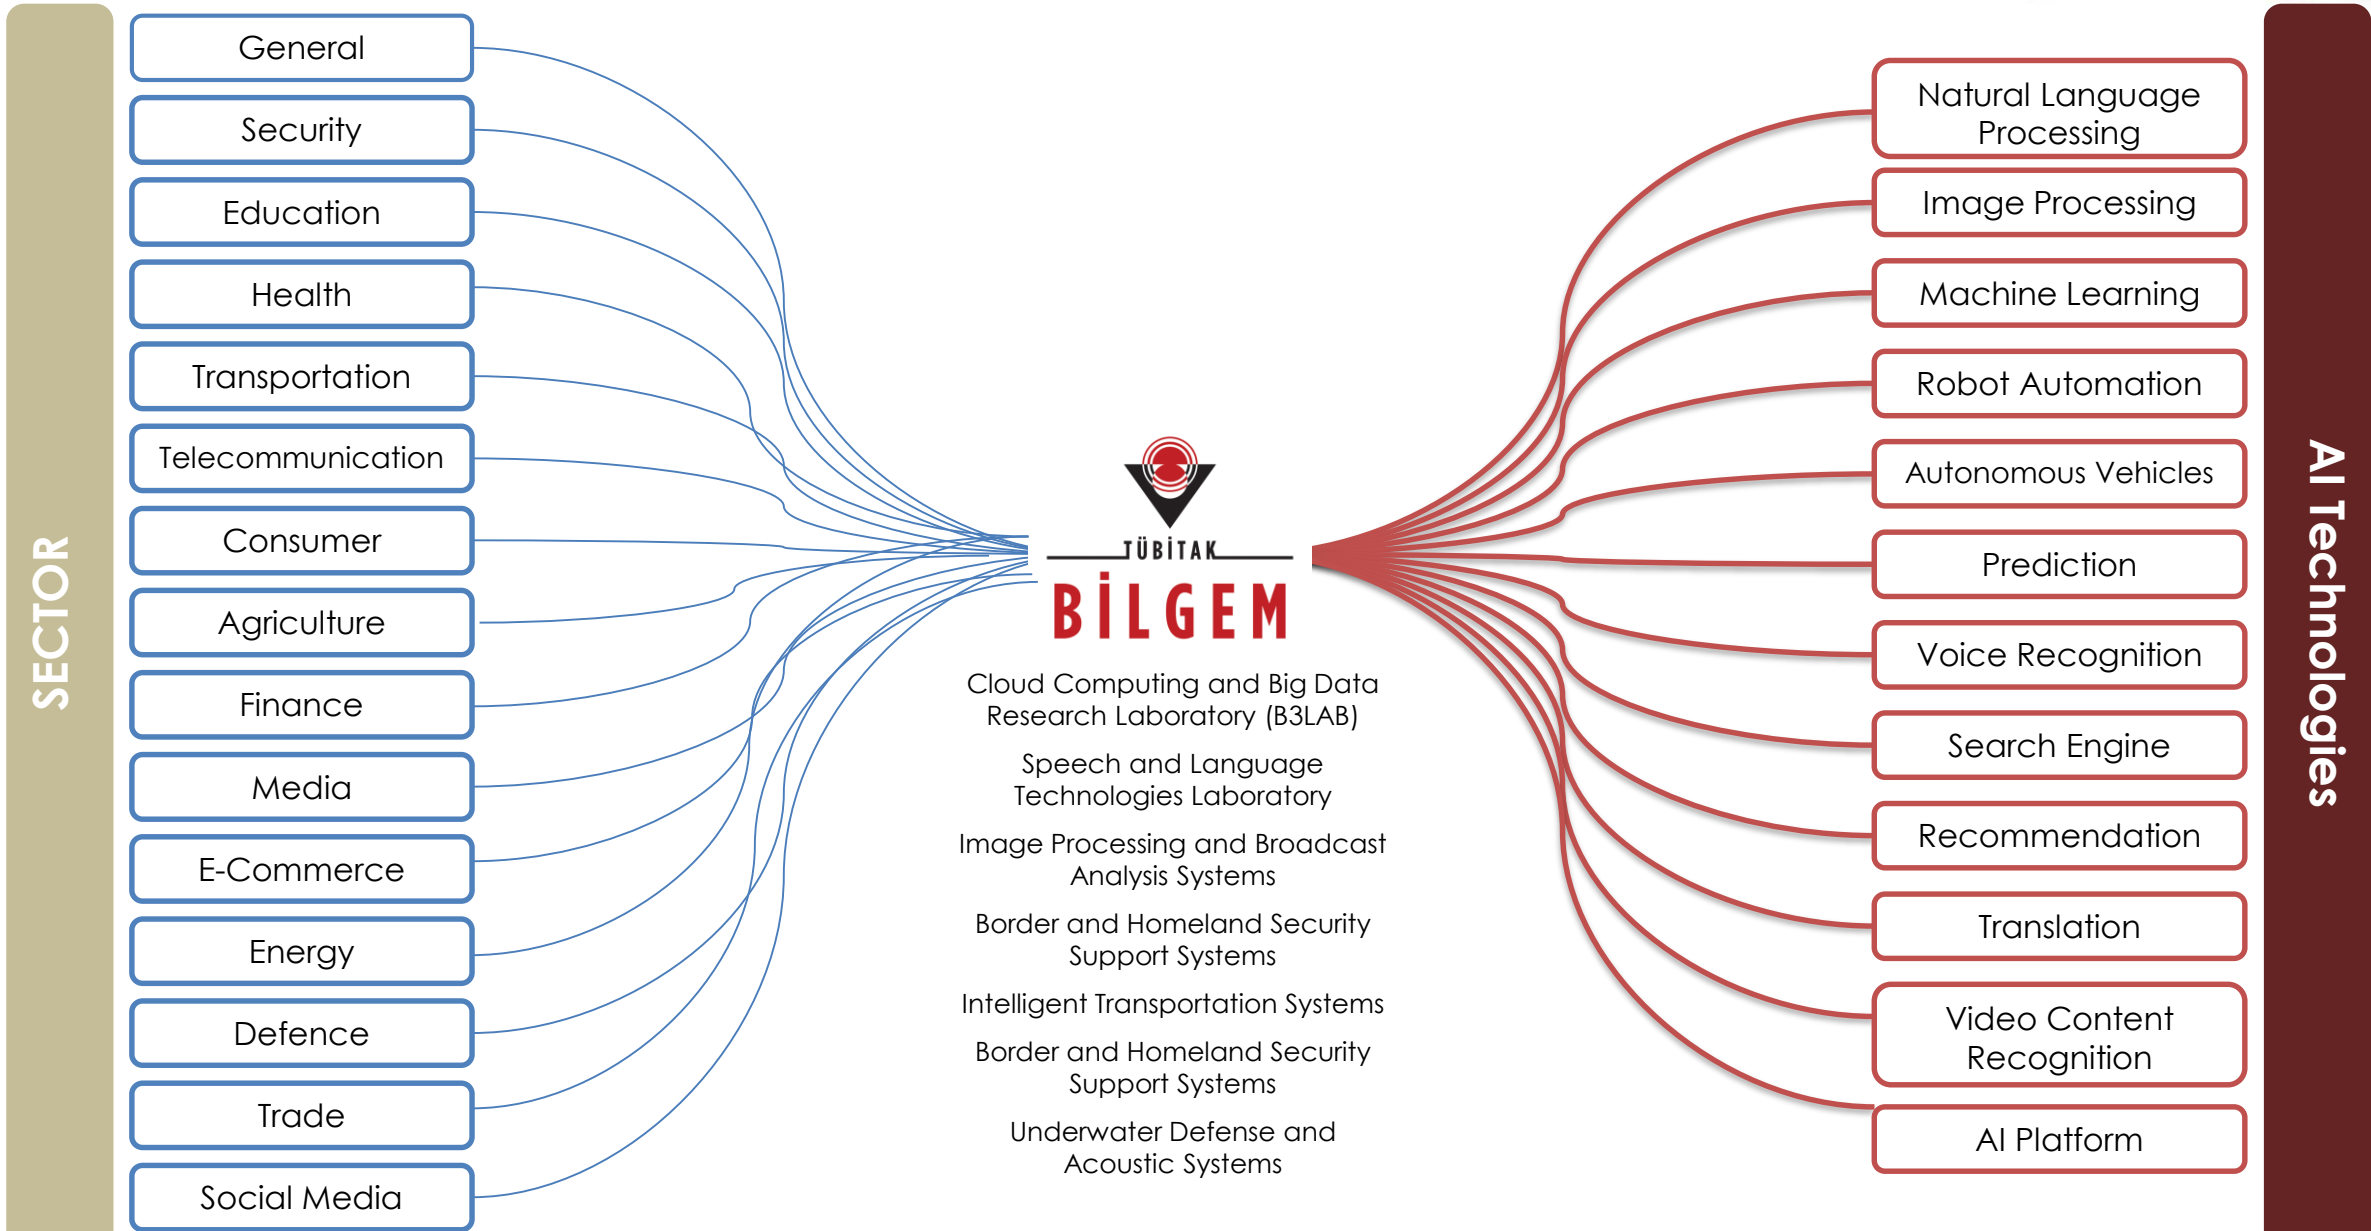 SECTOR
General
Security
Education
Health
Transportation
Telecommunication
Consumer
Agriculture
Finance
Media
E-Commerce
Energy
Defence
Trade
Social Media
TÜBİTAK
BİLGEM
Cloud Computing and Big Data
Research Laboratory (B3LAB)
Speech and Language
Technologies Laboratory
Image Processing and Broadcast
Analysis Systems
Border and Homeland Security
Support Systems
Intelligent Transportation Systems
Border and Homeland Security
Support Systems
Underwater Defense and
Acoustic Systems
Natural Language
Processing
Image Processing
Machine Learning
Robot Automation
Autonomous Vehicles
Prediction
Voice Recognition
Search Engine
Recommendation
Translation
Video Content
Recognition
AI Platform
AI Technologies